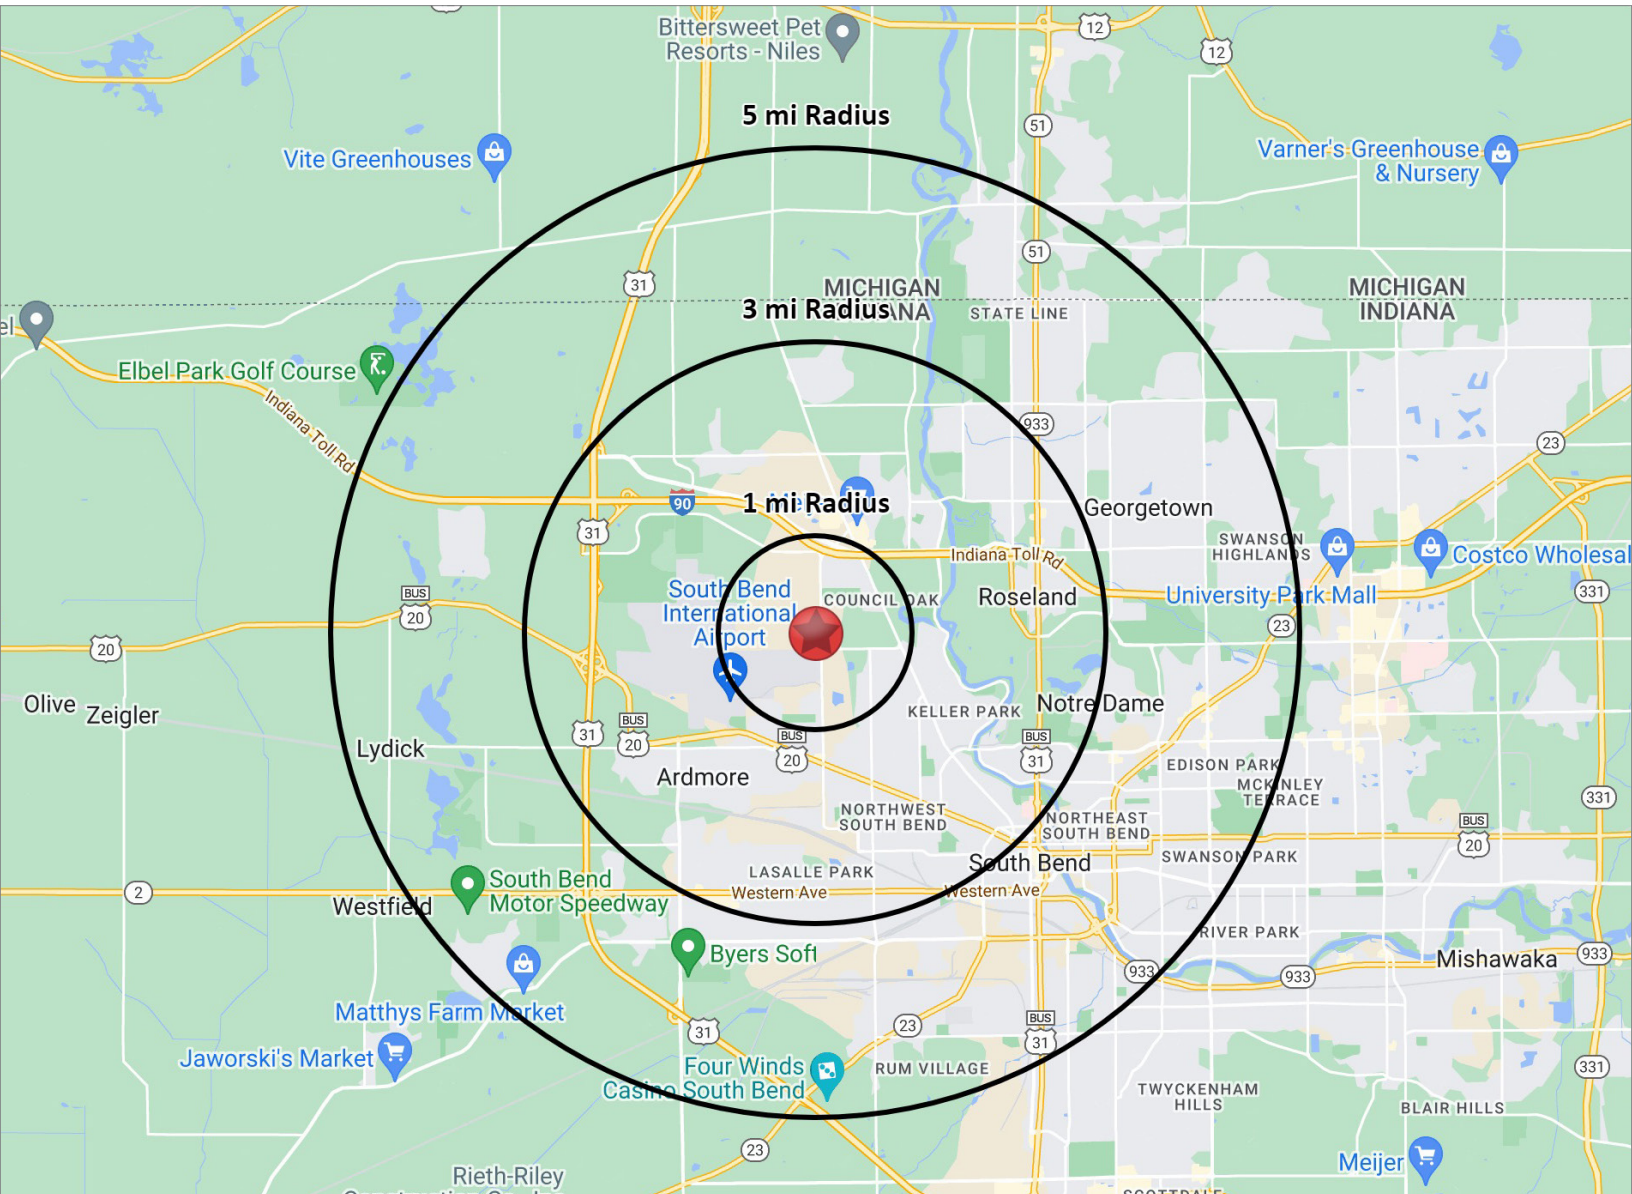 Bittersweet Pet
Resorts - Niles
12
12
5 mi Radius
51
Vite Greenhouses
Varner's Greenhouse
& Nursery
51
31
MICHIGAN
INDIANA
MICHIGAN
3 mi Radius
STATE LINE
el
Elbel Park Golf Course
Indiana Toll Rd
933
23
90
1 mi Radius
Georgetown
31
SWANSON
HIGHLANDS
Costco Wholesal
Indiana Toll Rd
University Park Mall
331
South Bend
International
Airport
COUNCIL OAK
Roseland
BUS
20
23
20
Olive
Zeigler
KELLER PARK
Notre Dame
BUS
20
31
BUS
20
BUS
31
Lydick
Ardmore
EDISON PARK
MCKINLEY
TERRACE
331
NORTHWEST
SOUTH BEND
NORTHEAST
SOUTH BEND
BUS
20
South Bend
SWANSON PARK
LASALLE PARK
2
South Bend
Motor Speedway
Western Ave
Western Ave
Westfield
RIVER PARK
Byers Soft
Mishawaka
933
933
933
Matthys Farm Market
31
23
BUS
31
Jaworski's Market
Four Winds
Casino South Bend
RUM VILLAGE
331
TWYCKENHAM
HILLS
BLAIR HILLS
23
Meijer
Rieth-Riley